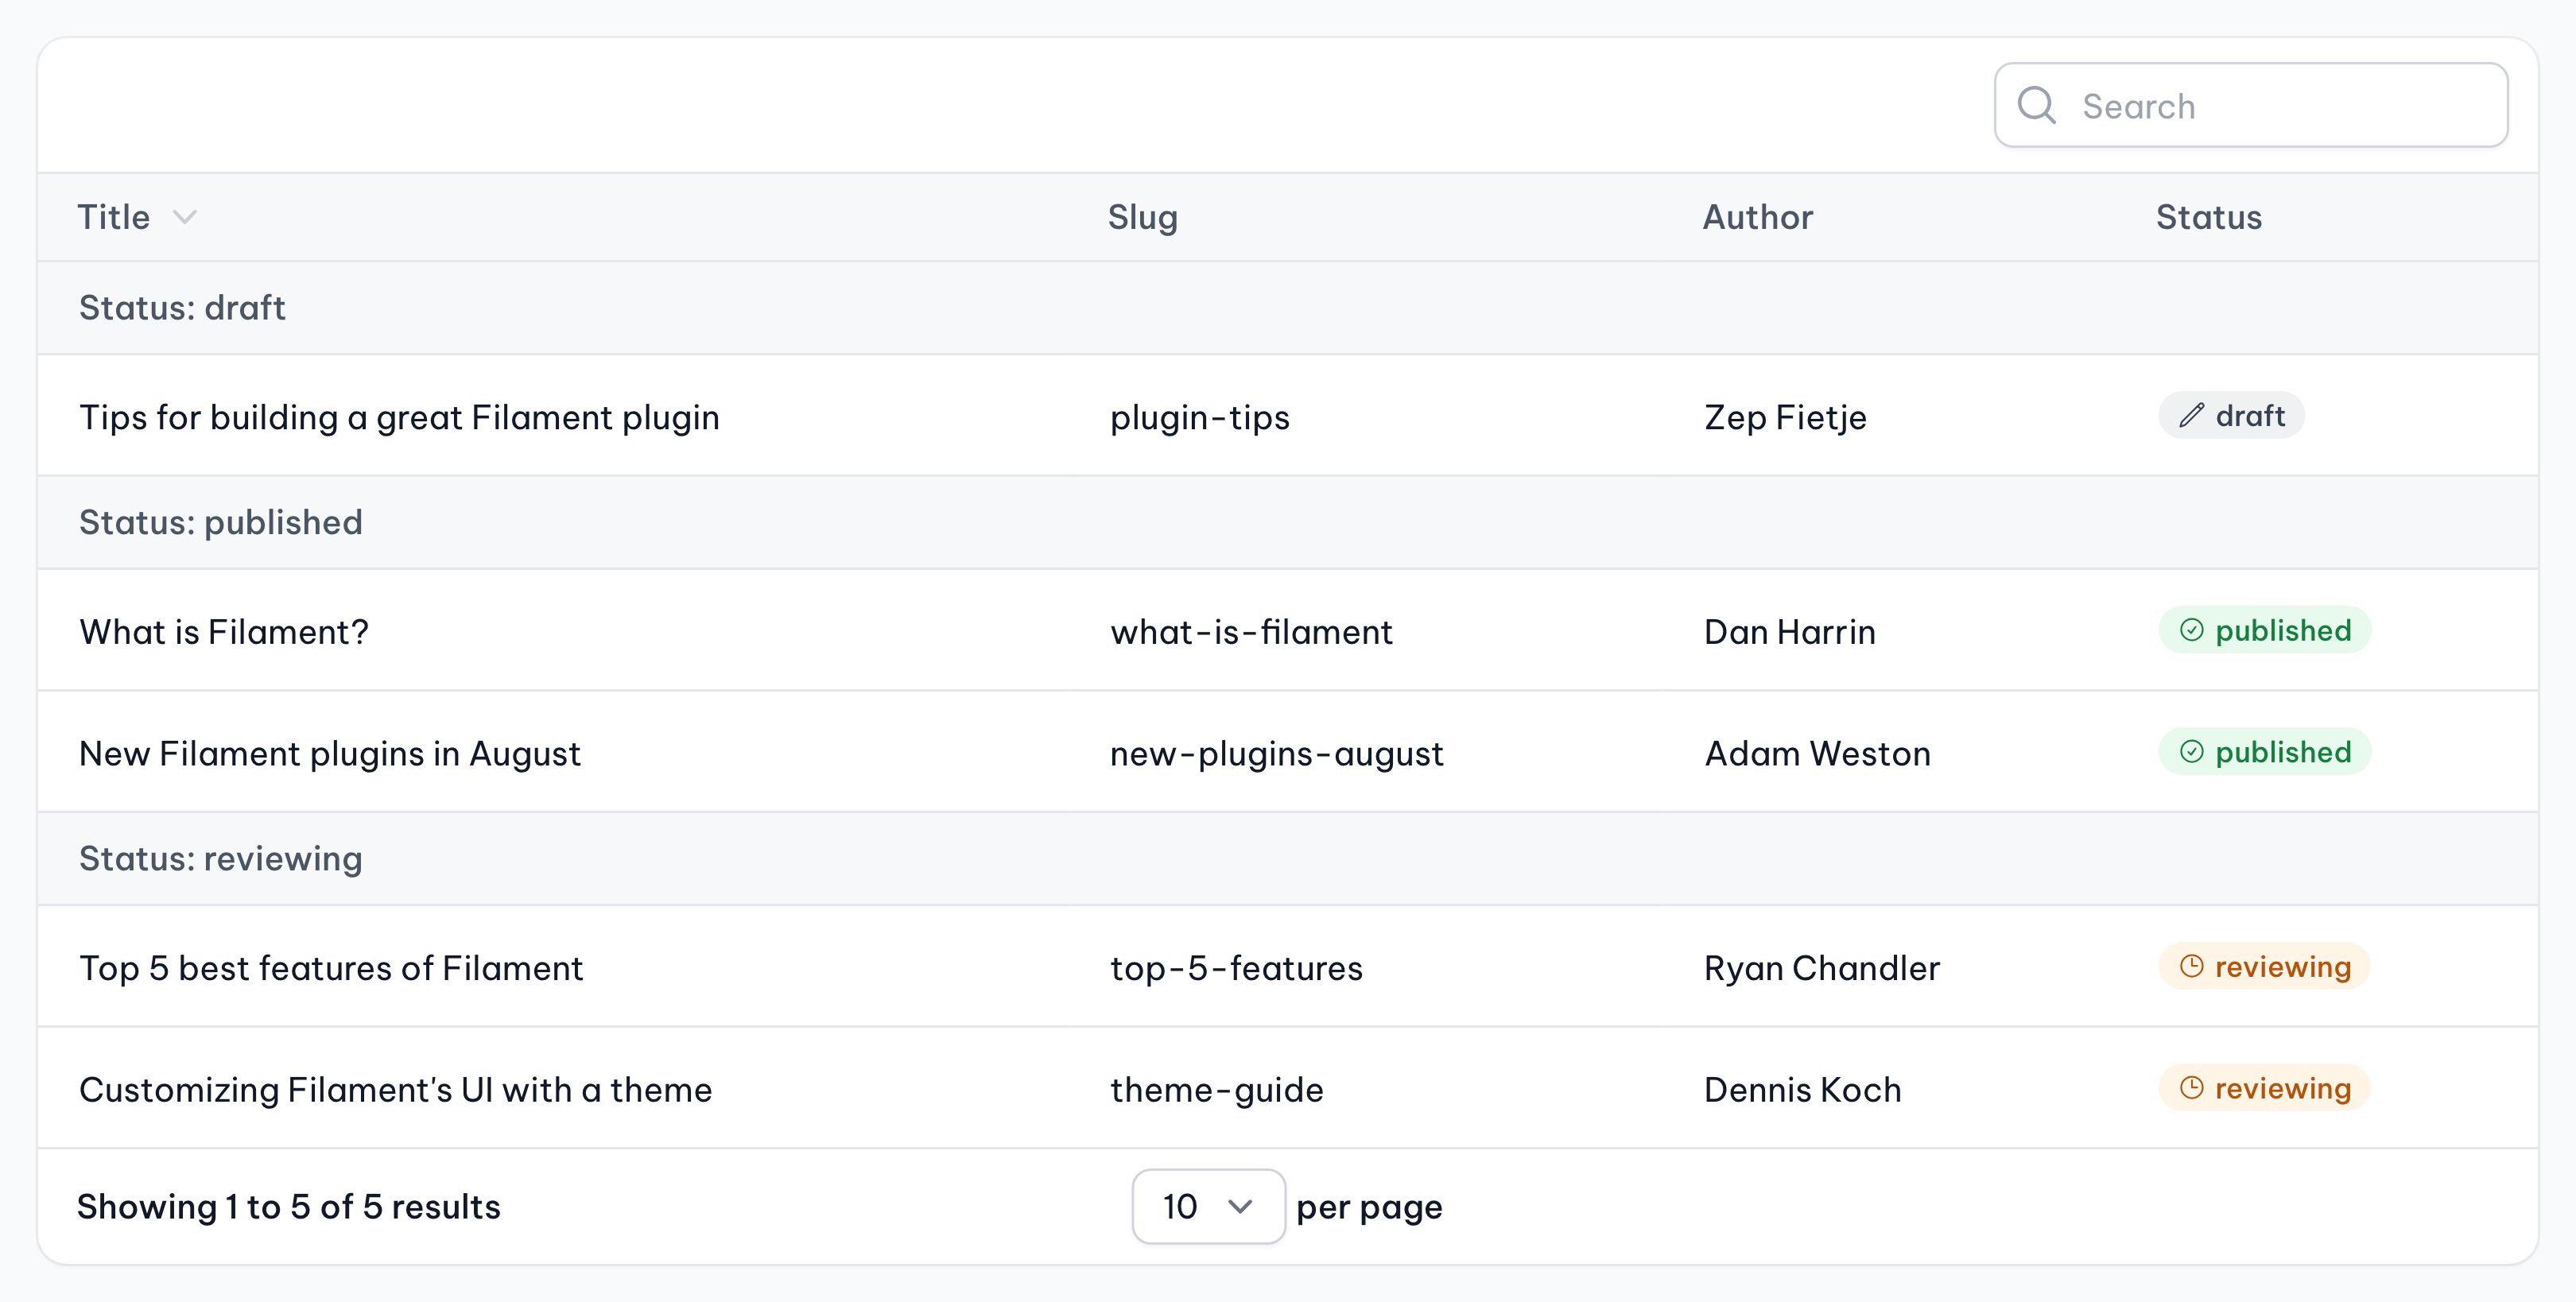 Search
Title Slug Author Status
Status: draft
Tips for building a great Filament plugin plugin-tips Zep Fietje draft
Status: published
What is Filament? what-is-filament Dan Harrin published
New Filament plugins in August new-plugins-august Adam Weston published
Status: reviewing
Top 5 best features of Filament top-5-features Ryan Chandler reviewing
Customizing Filament's UI with a theme theme-guide Dennis Koch reviewing
Showing 1 to 5 of 5 results 10 per page